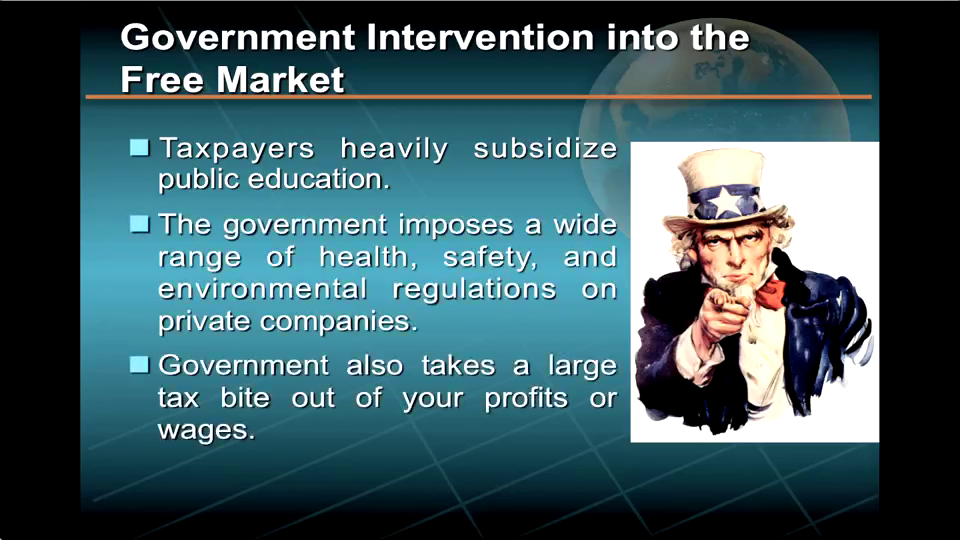 Government Intervention into the
Free Market
Taxpayers heavily subsidize
public education.
The government imposes a wide
range of health, safety, and
environmental regulations on
private companies.
Government also takes a large
tax bite out of your profits or
wages.